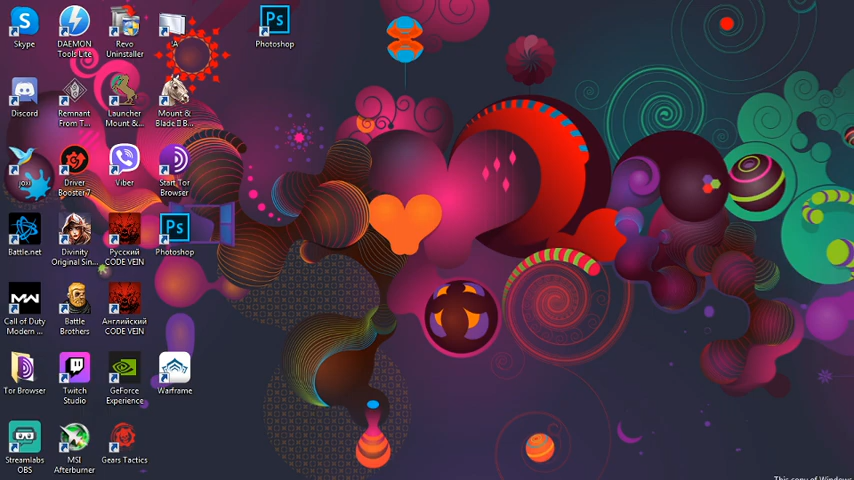 Skype
DAEMON
Tools Lite
Revo
Uninstaller
Ps
Photoshop
Discord
Remnant
From T...
Launcher
Mount &...
Mount &
Blade II B...
joxi
Driver
Booster 7
Viber
Start Tor
Browser
Battle.net
Divinity
Original Sin...
Русский
CODE VEIN
Ps
Photoshop
Call of Duty
Modern ...
Battle
Brothers
Английский
CODE VEIN
Tor Browser
Twitch
Studio
GeForce
Experience
Warframe
Streamlabs
OBS
MSI
Afterburner
Gears Tactics
This copy of Windows